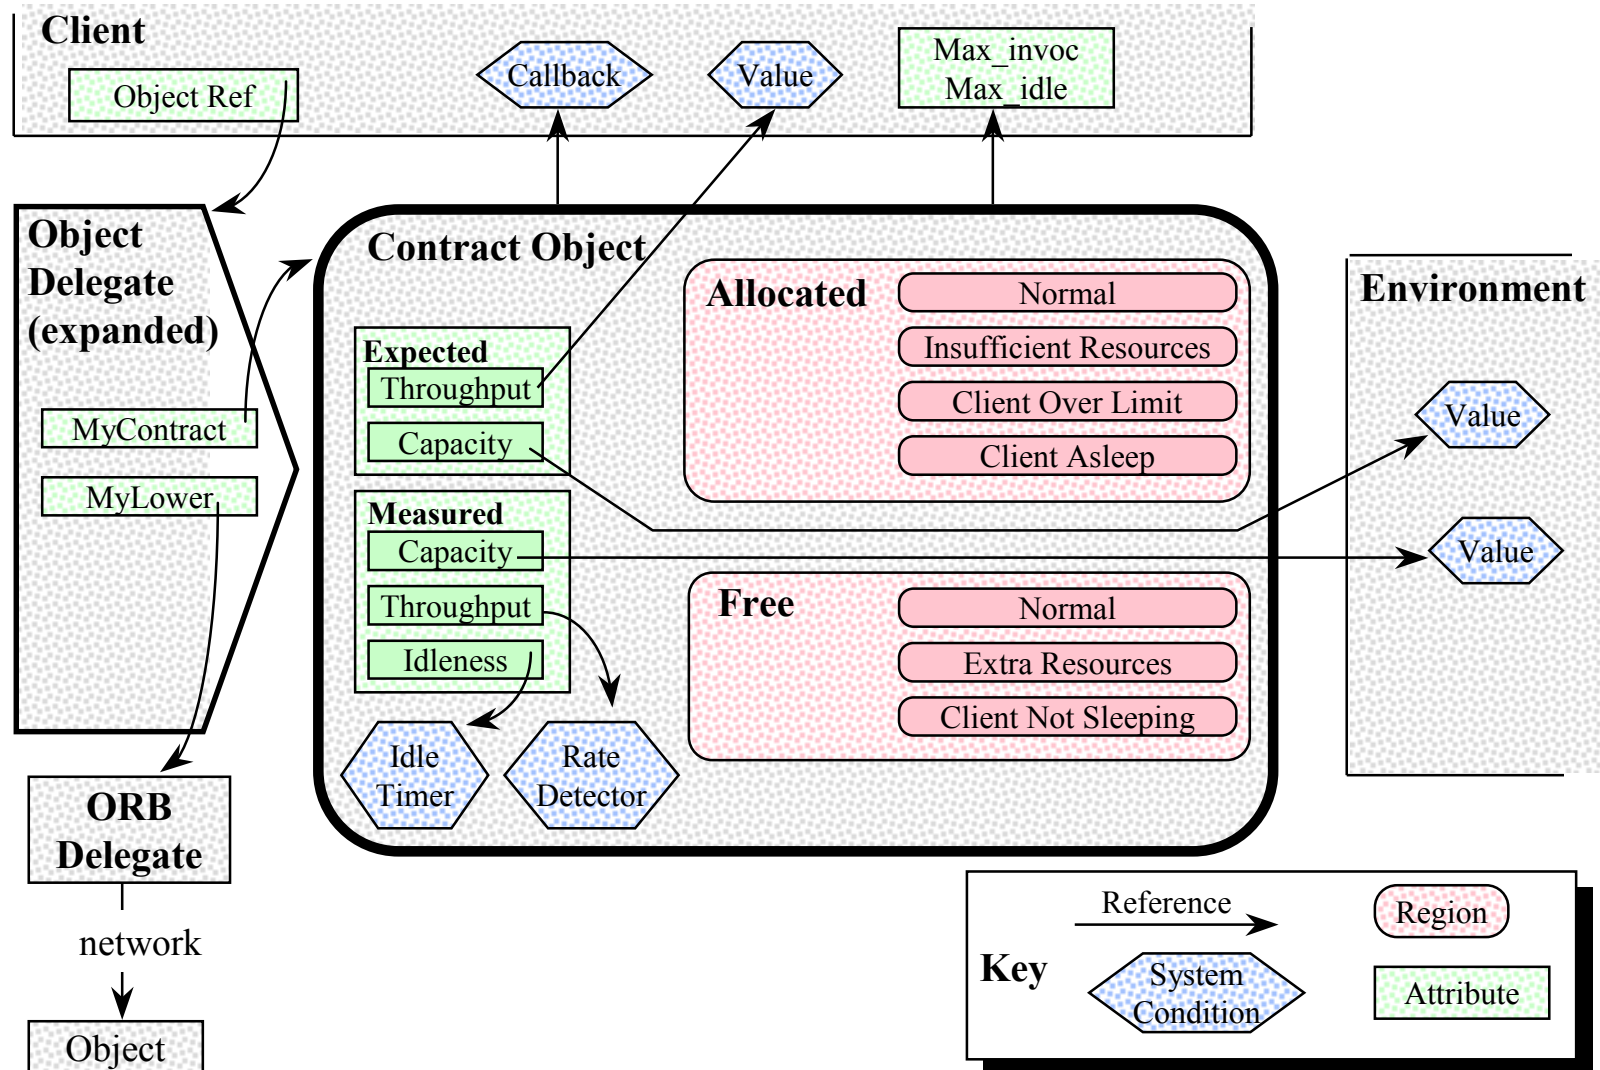 Client
Object Ref
Callback
Value
Max_invoc
Max_idle
Object
Delegate
(expanded)
MyContract
MyLower
Contract Object
Expected
Throughput
Capacity
Measured
Capacity
Throughput
Idleness
Idle
Timer
Rate
Detector
Allocated
Normal
Insufficient Resources
Client Over Limit
Client Asleep
Free
Normal
Extra Resources
Client Not Sleeping
Environment
Value
Value
ORB
Delegate
network
Object
Key
Reference
System
Condition
Region
Attribute